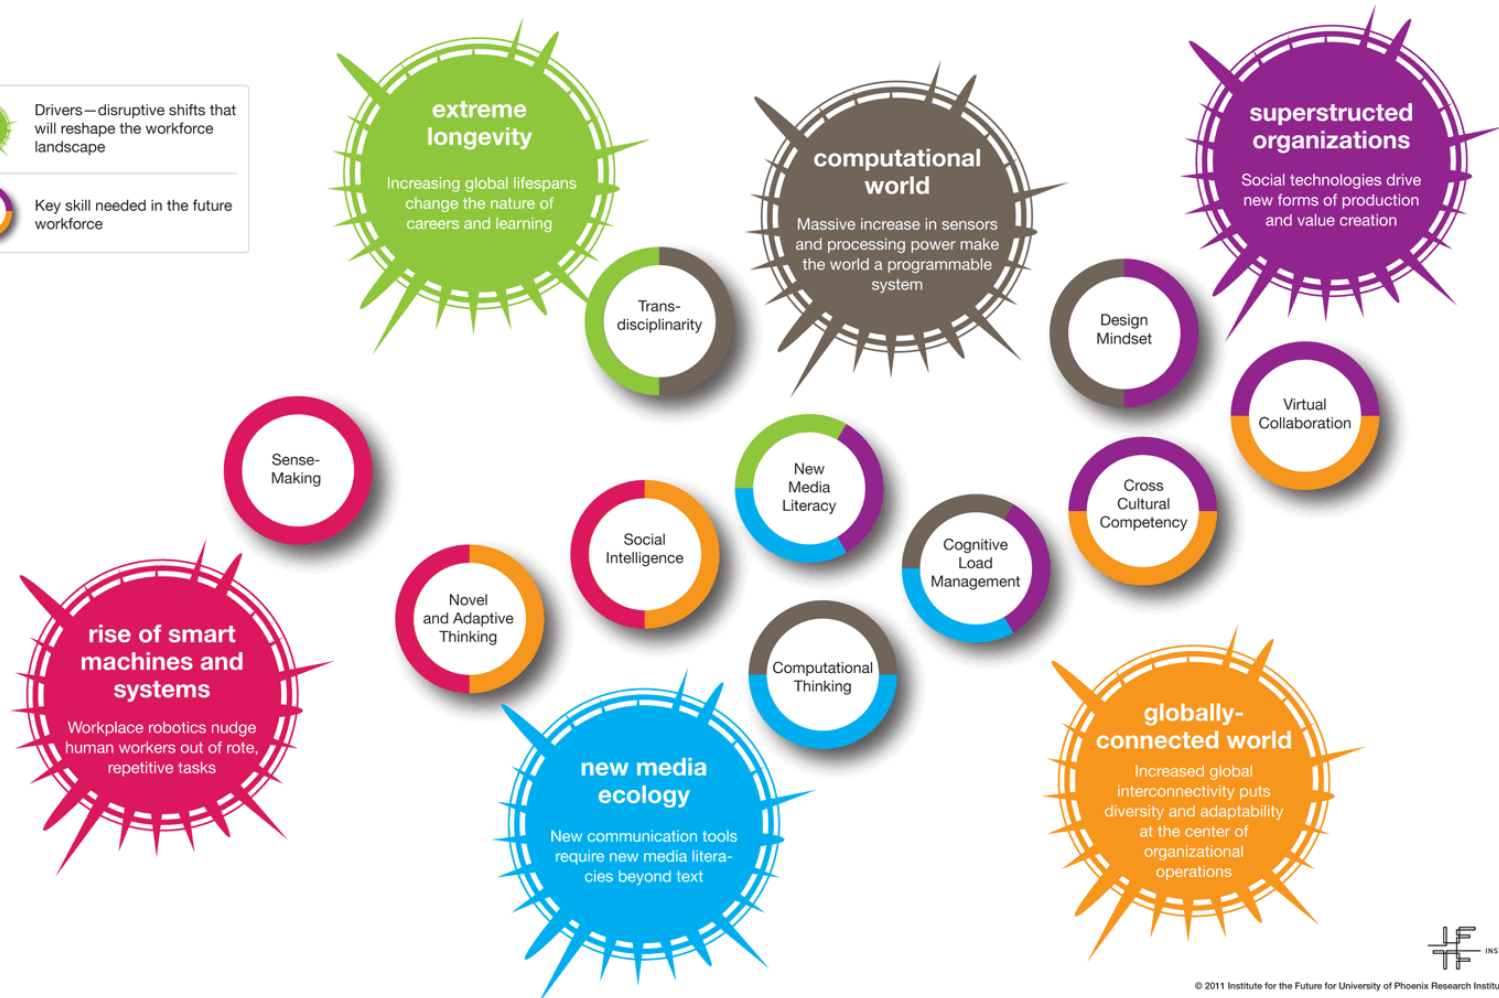 Drivers—disruptive shifts that
will reshape the workforce
landscape
Key skill needed in the future
workforce
extreme
longevity
Increasing global lifespans
change the nature of
careers and learning
computational
world
Massive increase in sensors
and processing power make
the world a programmable
system
superstructed
organizations
Social technologies drive
new forms of production
and value creation
Trans-
disciplinarity
Design
Mindset
Virtual
Collaboration
Sense-
Making
New
Media
Literacy
Cross
Cultural
Competency
Social
Intelligence
Cognitive
Load
Management
Novel
and Adaptive
Thinking
Computational
Thinking
rise of smart
machines and
systems
Workplace robotics nudge
human workers out of rote,
repetitive tasks
new media
ecology
New communication tools
require new media litera-
cies beyond text
globally-
connected world
Increased global
interconnectivity puts
diversity and adaptability
at the center of
organizational
operations
© 2011 Institute for the Future for University of Phoenix Research